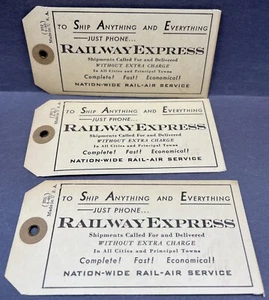 To Ship Anything and Everything
—JUST PHONE...
RAILWAY EXPRESS
Shipments Called For and Delivered
WITHOUT EXTRA CHARGE
In All Cities and Principal Towns
Complete! Fast! Economical!
NATION-WIDE RAIL-AIR SERVICE
To Ship Anything and Everything
—JUST PHONE...
RAILWAY EXPRESS
Shipments Called For and Delivered
WITHOUT EXTRA CHARGE
In All Cities and Principal Towns
Complete! Fast! Economical!
NATION-WIDE RAIL-AIR SERVICE
To Ship Anything and Everything
—JUST PHONE...
RAILWAY EXPRESS
Shipments Called For and Delivered
WITHOUT EXTRA CHARGE
In All Cities and Principal Towns
Complete! Fast! Economical!
NATION-WIDE RAIL-AIR SERVICE